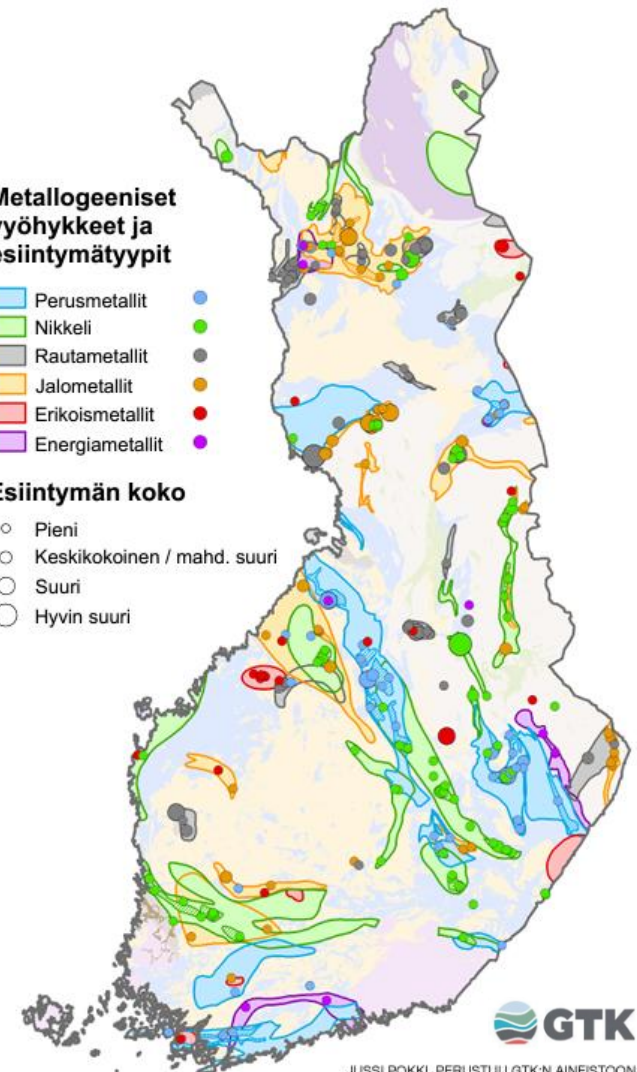 Metallogeeniset
vyöhykkeet ja
esiintymätyypit
Perusmetallit
Nikkeli
Rautametallit
Jalometallit
Erikoismetallit
Energiametallit
Esiintymän koko
Pieni
Keskikokoinen / mahd. suuri
Suuri
Hyvin suuri
GTK
JUSSI POKKI, PERUSTUU GTK:N AINEISTOON